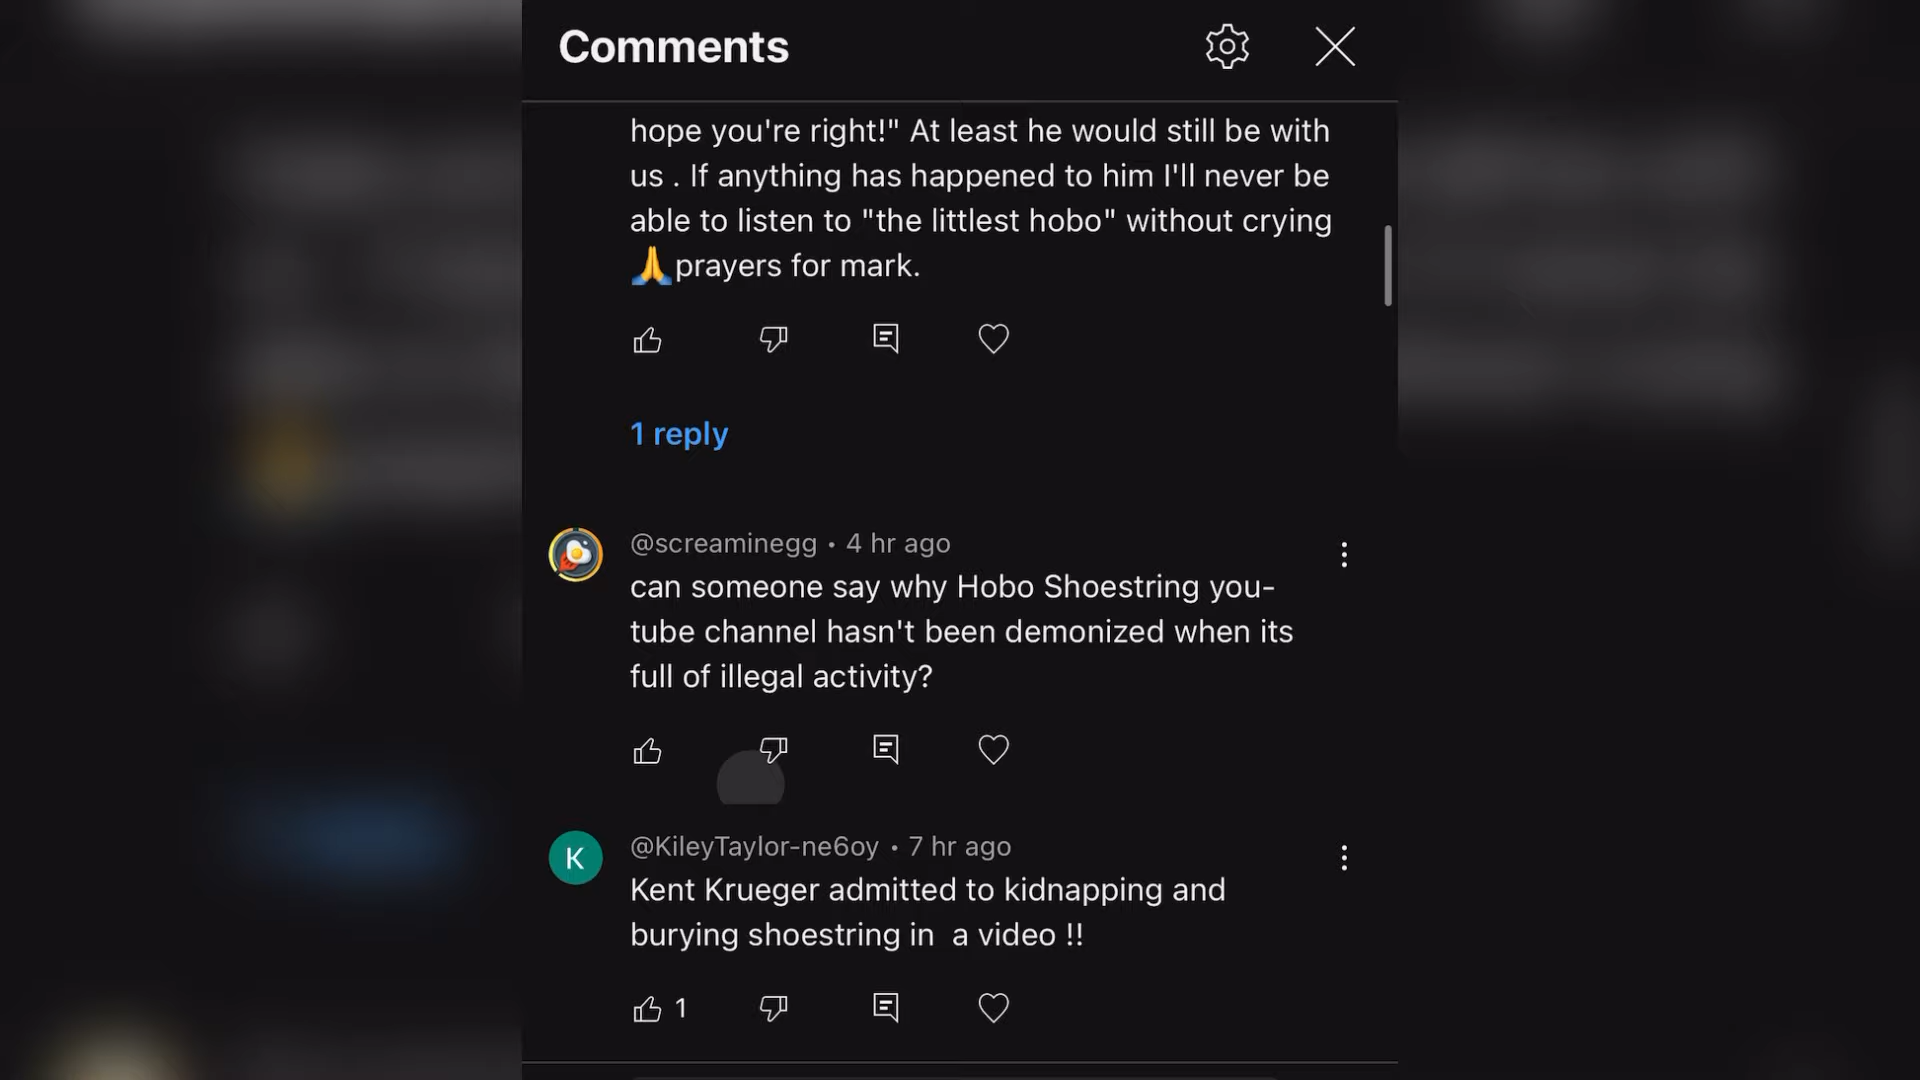 Comments
hope you're right!" At least he would still be with
us . If anything has happened to him I'll never be
able to listen to "the littlest hobo" without crying
🙏prayers for mark.
1 reply
@screaminegg • 4 hr ago
can someone say why Hobo Shoestring you-
tube channel hasn't been demonized when its
full of illegal activity?
K
@KileyTaylor-ne6oy • 7 hr ago
Kent Krueger admitted to kidnapping and
burying shoestring in  a video !!
1